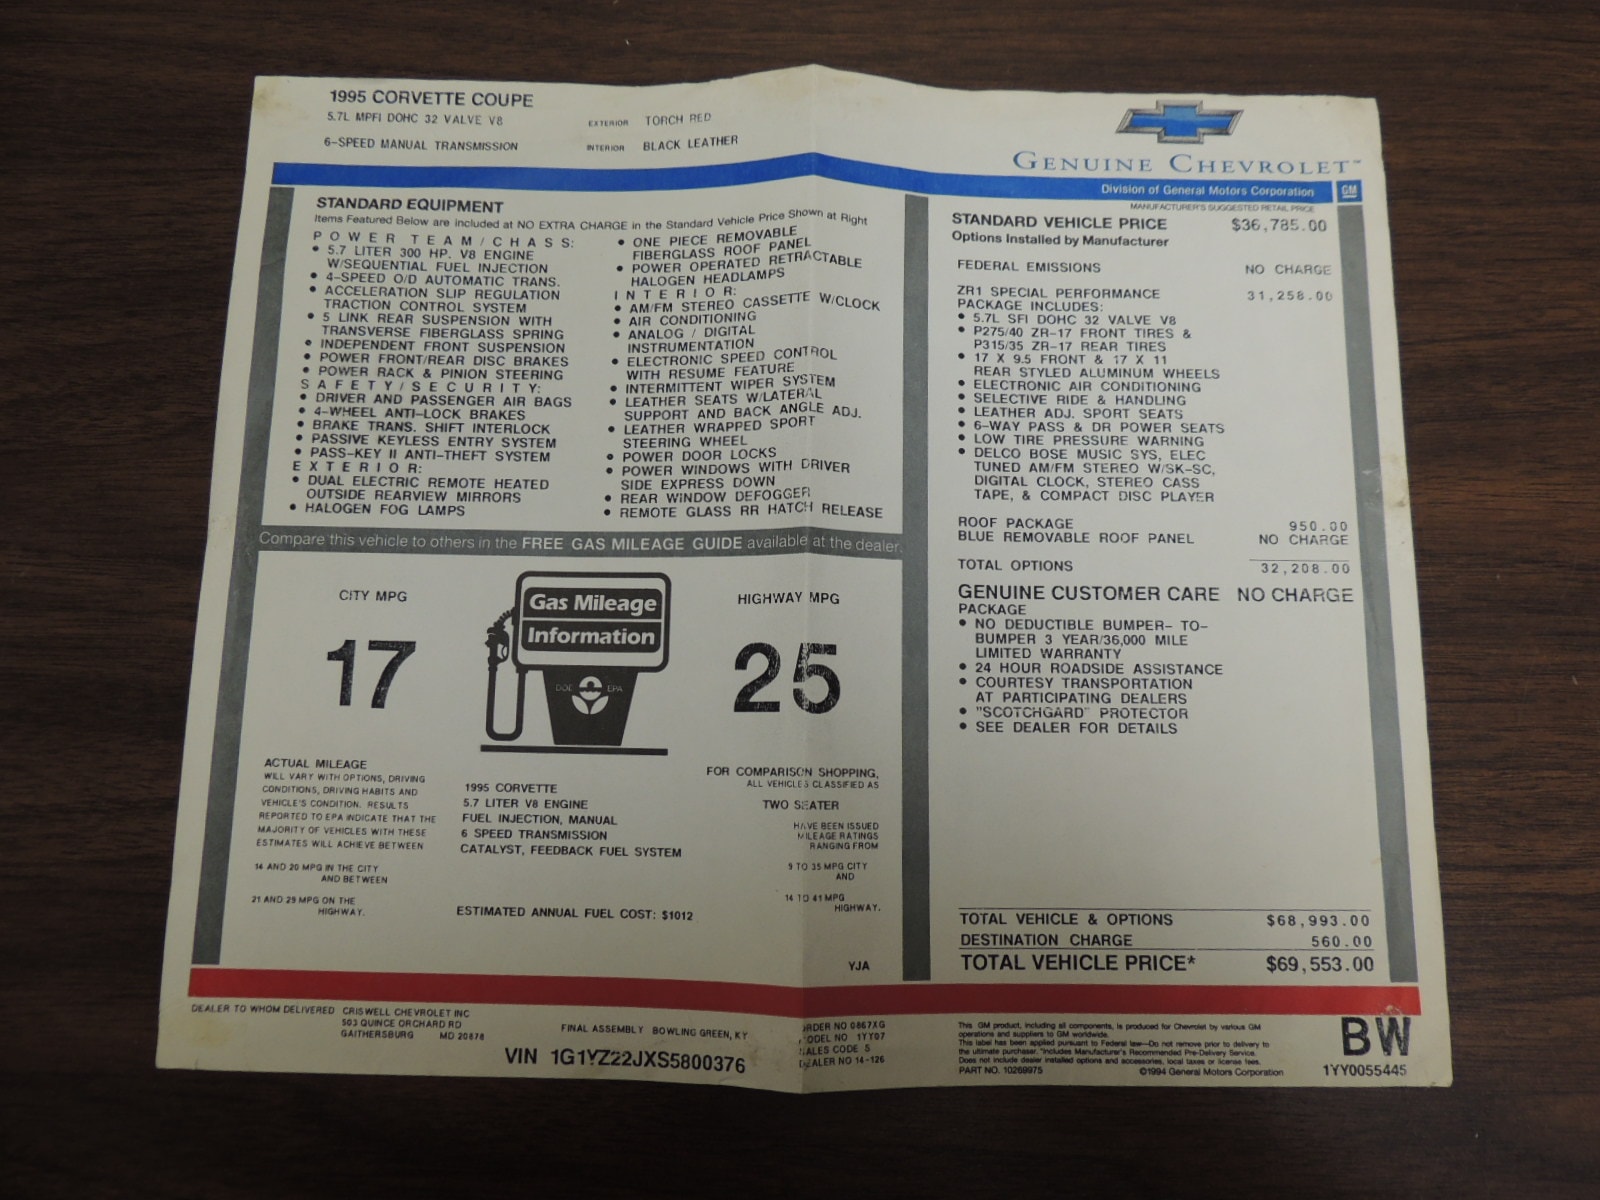 1995 CORVETTE COUPE
5.7L MPFI DOHC 32 VALVE V8
6-SPEED MANUAL TRANSMISSION
EXTERIOR TORCH RED
INTERIOR BLACK LEATHER
GENUINE CHEVROLET™
Division of General Motors Corporation GM
STANDARD EQUIPMENT
Items Featured Below are included at NO EXTRA CHARGE in the Standard Vehicle Price Shown at Right
POWER TEAM/CHASS:
• 5.7 LITER 300 HP. V8 ENGINE
W/SEQUENTIAL FUEL INJECTION
• 4-SPEED O/D AUTOMATIC TRANS.
• ACCELERATION SLIP REGULATION
TRACTION CONTROL SYSTEM
• 5 LINK REAR SUSPENSION WITH
TRANSVERSE FIBERGLASS SPRING
• INDEPENDENT FRONT SUSPENSION
• POWER FRONT/REAR DISC BRAKES
• POWER RACK & PINION STEERING
SAFETY/SECURITY:
• DRIVER AND PASSENGER AIR BAGS
• 4-WHEEL ANTI-LOCK BRAKES
• BRAKE TRANS. SHIFT INTERLOCK
• PASSIVE KEYLESS ENTRY SYSTEM
• PASS-KEY II ANTI-THEFT SYSTEM
EXTERIOR:
• DUAL ELECTRIC REMOTE HEATED
OUTSIDE REARVIEW MIRRORS
• HALOGEN FOG LAMPS
• ONE PIECE REMOVABLE
FIBERGLASS ROOF PANEL
• POWER OPERATED RETRACTABLE
HALOGEN HEADLAMPS
INTERIOR:
• AM/FM STEREO CASSETTE W/CLOCK
• AIR CONDITIONING
• ANALOG / DIGITAL
INSTRUMENTATION
• ELECTRONIC SPEED CONTROL
WITH RESUME FEATURE
• INTERMITTENT WIPER SYSTEM
• LEATHER SEATS W/LATERAL
SUPPORT AND BACK ANGLE ADJ.
• LEATHER WRAPPED SPORT
STEERING WHEEL
• POWER DOOR LOCKS
• POWER WINDOWS WITH DRIVER
SIDE EXPRESS DOWN
• REAR WINDOW DEFOGGER
• REMOTE GLASS RR HATCH RELEASE
Compare this vehicle to others in the FREE GAS MILEAGE GUIDE available at the dealer.
CITY MPG
17
Gas Mileage
Information
DOE EPA
HIGHWAY MPG
25
ACTUAL MILEAGE
WILL VARY WITH OPTIONS, DRIVING
CONDITIONS, DRIVING HABITS AND
VEHICLE'S CONDITION. RESULTS
REPORTED TO EPA INDICATE THAT THE
MAJORITY OF VEHICLES WITH THESE
ESTIMATES WILL ACHIEVE BETWEEN
14 AND 20 MPG IN THE CITY
AND BETWEEN
21 AND 29 MPG ON THE
HIGHWAY.
1995 CORVETTE
5.7 LITER V8 ENGINE
FUEL INJECTION, MANUAL
6 SPEED TRANSMISSION
CATALYST, FEEDBACK FUEL SYSTEM
ESTIMATED ANNUAL FUEL COST: $1012
FOR COMPARISON SHOPPING,
ALL VEHICLES CLASSIFIED AS
TWO SEATER
HAVE BEEN ISSUED
MILEAGE RATINGS
RANGING FROM
9 TO 35 MPG CITY
AND
14 TO 41 MPG
HIGHWAY.
YJA
MANUFACTURER'S SUGGESTED RETAIL PRICE
STANDARD VEHICLE PRICE $36,785.00
Options Installed by Manufacturer
FEDERAL EMISSIONS NO CHARGE
ZR1 SPECIAL PERFORMANCE 31,258.00
PACKAGE INCLUDES:
• 5.7L SFI DOHC 32 VALVE V8
• P275/40 ZR-17 FRONT TIRES &
P315/35 ZR-17 REAR TIRES
• 17 X 9.5 FRONT & 17 X 11
REAR STYLED ALUMINUM WHEELS
• ELECTRONIC AIR CONDITIONING
• SELECTIVE RIDE & HANDLING
• LEATHER ADJ. SPORT SEATS
• 6-WAY PASS & DR POWER SEATS
• LOW TIRE PRESSURE WARNING
• DELCO BOSE MUSIC SYS, ELEC
TUNED AM/FM STEREO W/SK-SC,
DIGITAL CLOCK, STEREO CASS
TAPE, & COMPACT DISC PLAYER
ROOF PACKAGE 950.00
BLUE REMOVABLE ROOF PANEL NO CHARGE
TOTAL OPTIONS 32,208.00
GENUINE CUSTOMER CARE NO CHARGE
PACKAGE
• NO DEDUCTIBLE BUMPER- TO-
BUMPER 3 YEAR/36,000 MILE
LIMITED WARRANTY
• 24 HOUR ROADSIDE ASSISTANCE
• COURTESY TRANSPORTATION
AT PARTICIPATING DEALERS
• "SCOTCHGARD" PROTECTOR
• SEE DEALER FOR DETAILS
TOTAL VEHICLE & OPTIONS $68,993.00
DESTINATION CHARGE 560.00
TOTAL VEHICLE PRICE* $69,553.00
DEALER TO WHOM DELIVERED CRISWELL CHEVROLET INC
503 QUINCE ORCHARD RD
GAITHERSBURG MD 20878
FINAL ASSEMBLY BOWLING GREEN, KY
VIN 1G1YZ22JXS5800376
ORDER NO 0867XG
MODEL NO 1YY07
SALES CODE S
DEALER NO 14-126
This GM product, including all components, is produced for Chevrolet by various GM
operations and suppliers to GM worldwide.
This label has been applied pursuant to Federal law—Do not remove prior to delivery to
the ultimate purchaser. *Includes Manufacturer's Recommended Pre-Delivery Service.
Does not include dealer installed options and accessories, local taxes or license fees.
PART NO. 10269975 ©1994 General Motors Corporation
BW
1YY0055445